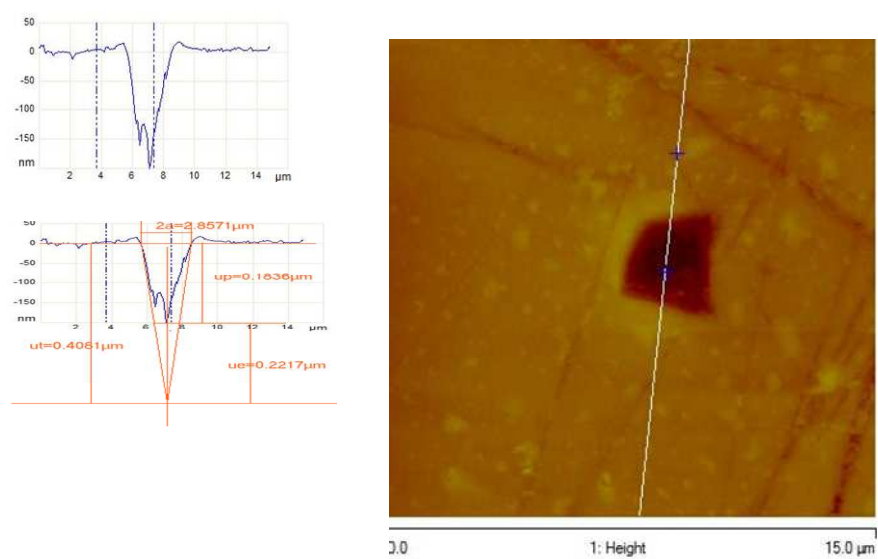 50
0
-50
-100
-150
nm
2 4 6 8 10 12 14 µm
50
2a=2.8571µm
0
-50
up=0.1836µm
-100
-150
nm
2 4 6 8 10 12 14 µm
ut=0.4081µm
ue=0.2217µm
0.0 1: Height 15.0 µm